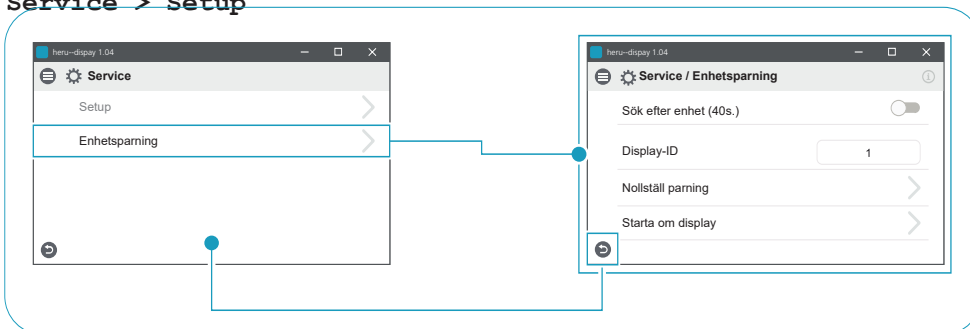 Service > Setup
heru--dispay 1.04
Service
Setup
Enhetsparning
heru--dispay 1.04
Service / Enhetsparning
Sök efter enhet (40s.)
Display-ID
1
Nollställ parning
Starta om display